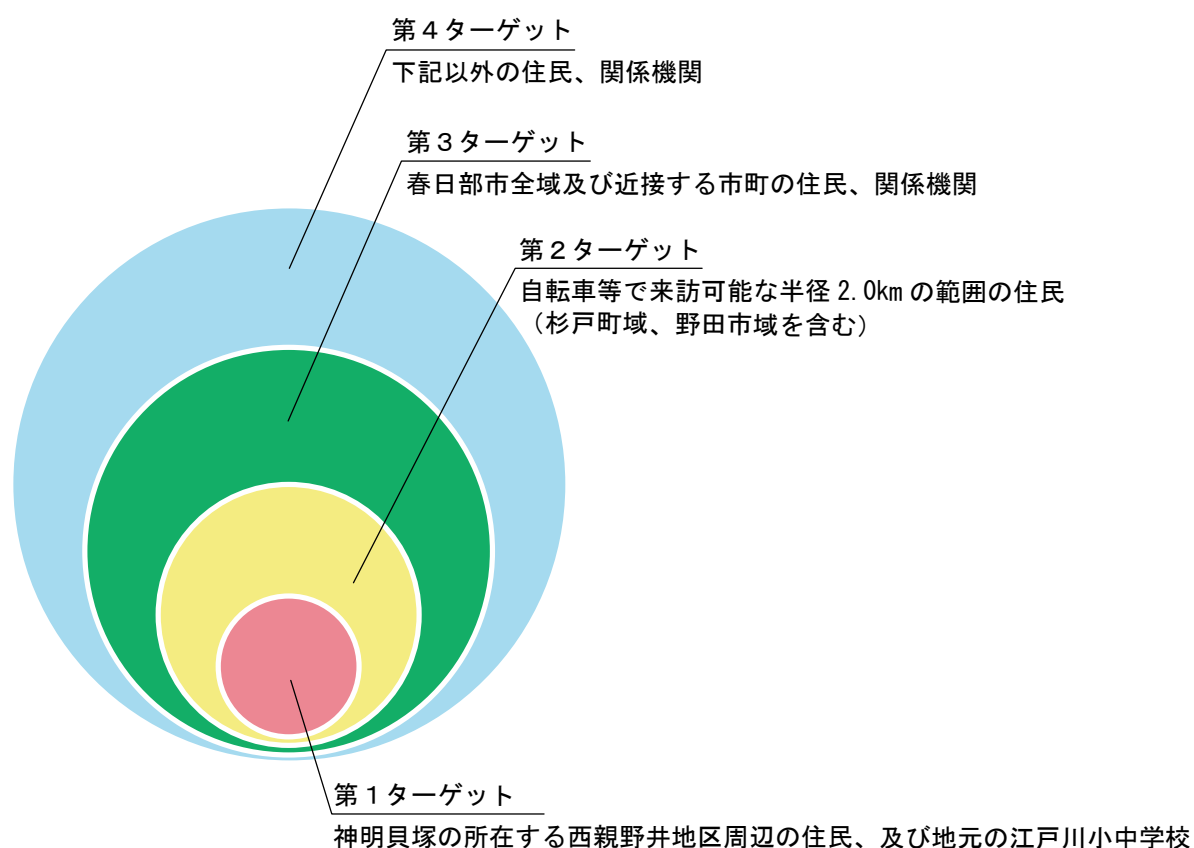 第４ターゲット
下記以外の住民、関係機関
第３ターゲット
春日部市全域及び近接する市町の住民、関係機関
第２ターゲット
自転車等で来訪可能な半径 2.0km の範囲の住民
（杉戸町域、野田市域を含む）
第１ターゲット
神明貝塚の所在する西親野井地区周辺の住民、及び地元の江戸川小中学校